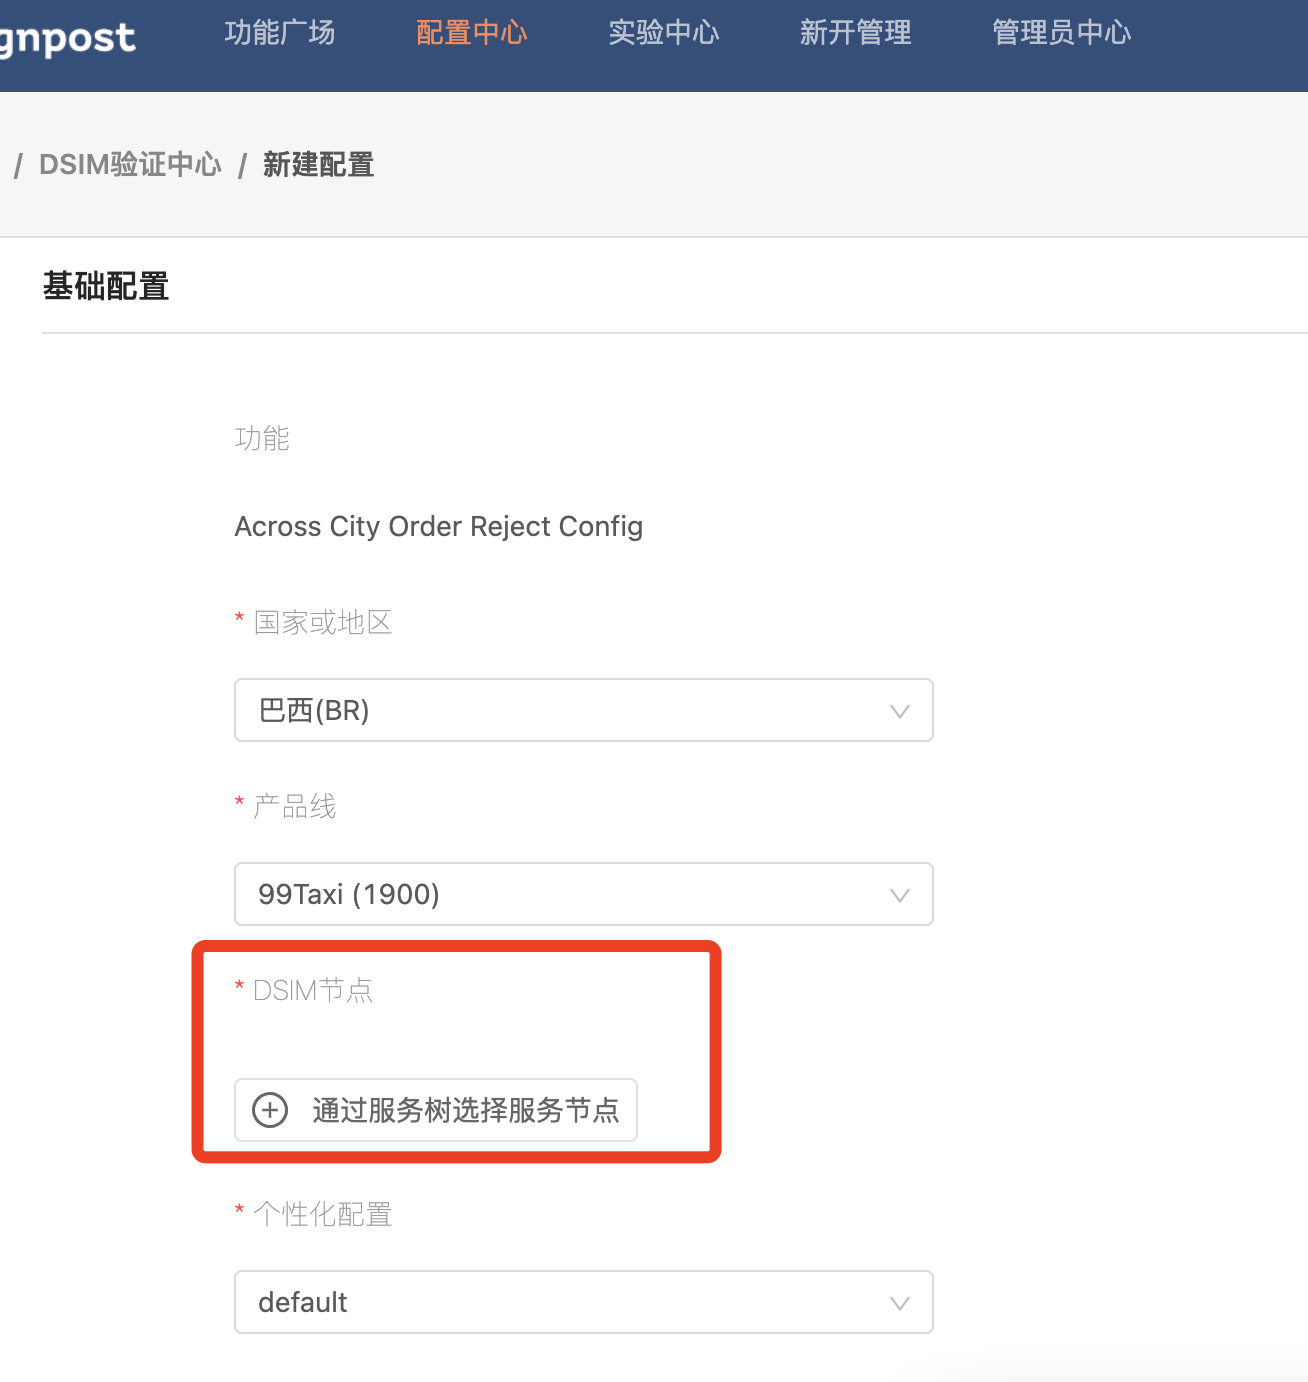 gnpost 功能广场 配置中心 实验中心 新开管理 管理员中心
/ DSIM验证中心 / 新建配置
基础配置
功能
Across City Order Reject Config
* 国家或地区
巴西(BR)
* 产品线
99Taxi (1900)
* DSIM节点
通过服务树选择服务节点
* 个性化配置
default